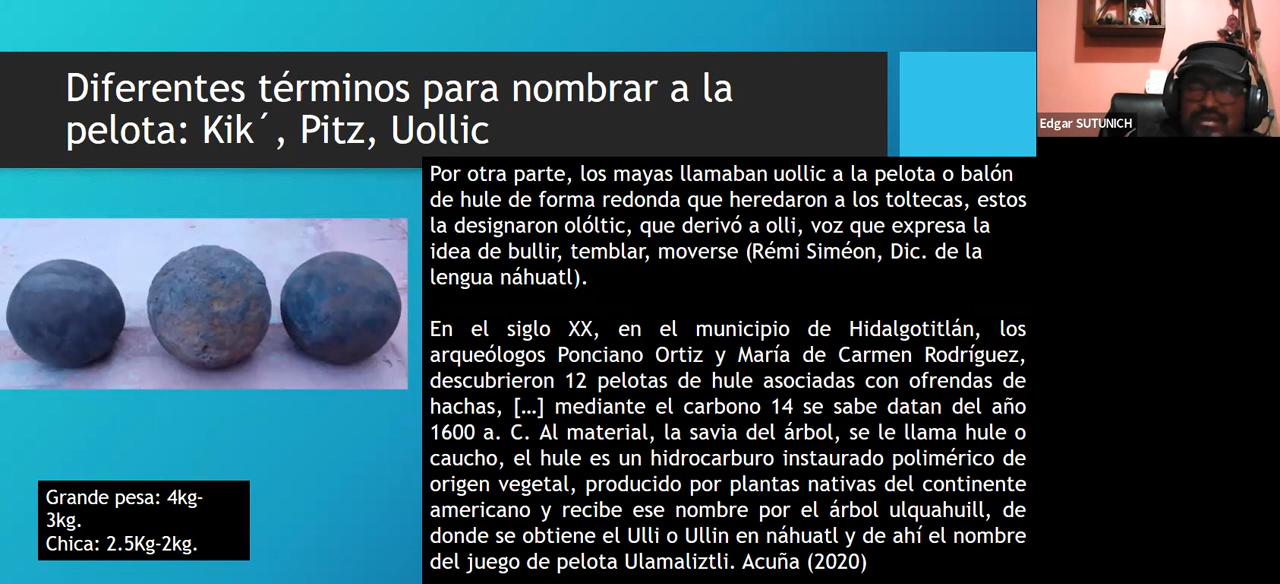 Diferentes términos para nombrar a la
pelota: Kik´, Pitz, Uollic
Edgar SUTUNICH
Por otra parte, los mayas llamaban uollic a la pelota o balón
de hule de forma redonda que heredaron a los toltecas, estos
la designaron olóltic, que derivó a olli, voz que expresa la
idea de bullir, temblar, moverse (Rémi Siméon, Dic. de la
lengua náhuatl).
En el siglo XX, en el municipio de Hidalgotitlán, los
arqueólogos Ponciano Ortiz y María de Carmen Rodríguez,
descubrieron 12 pelotas de hule asociadas con ofrendas de
hachas, […] mediante el carbono 14 se sabe datan del año
1600 a. C. Al material, la savia del árbol, se le llama hule o
caucho, el hule es un hidrocarburo instaurado polimérico de
origen vegetal, producido por plantas nativas del continente
americano y recibe ese nombre por el árbol ulquahuill, de
donde se obtiene el Ulli o Ullin en náhuatl y de ahí el nombre
del juego de pelota Ulamaliztli. Acuña (2020)
Grande pesa: 4kg-
3kg.
Chica: 2.5Kg-2kg.